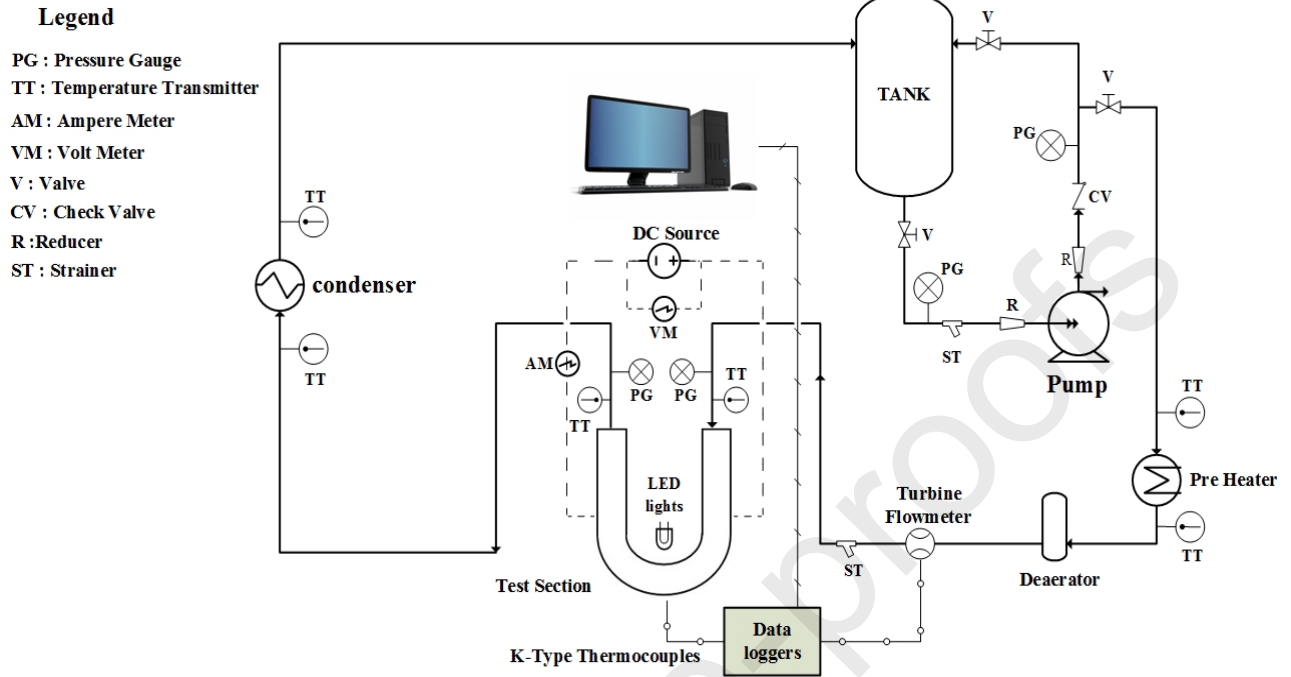 Legend
PG : Pressure Gauge
TT : Temperature Transmitter
AM : Ampere Meter
VM : Volt Meter
V : Valve
CV : Check Valve
R :Reducer
ST : Strainer
V
TANK
V
PG
CV
TT
DC Source
V
R
PG
condenser
R
VM
ST
AM
TT
PG
PG
TT
Pump
TT
TT
LED
lights
Pre Heater
Turbine
Flowmeter
TT
ST
Deaerator
Test Section
Data
loggers
K-Type Thermocouples
-proofs